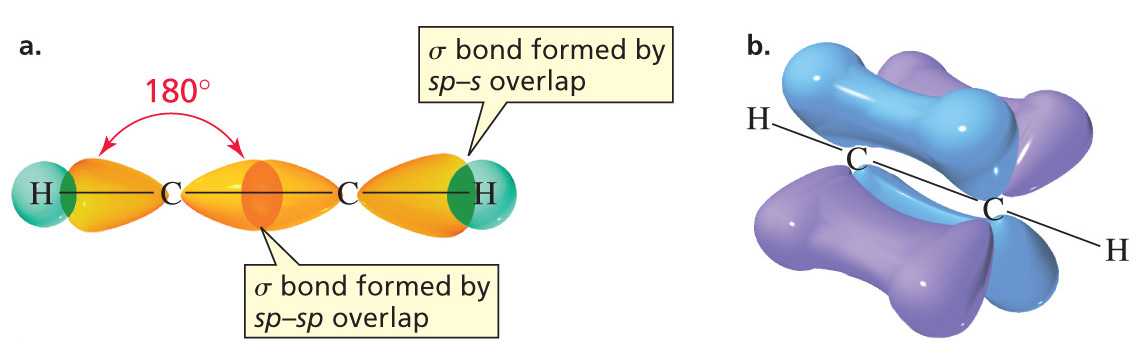 a.
σ bond formed by
sp–s overlap
180°
H C C H
σ bond formed by
sp–sp overlap
b.
H
C
C
H